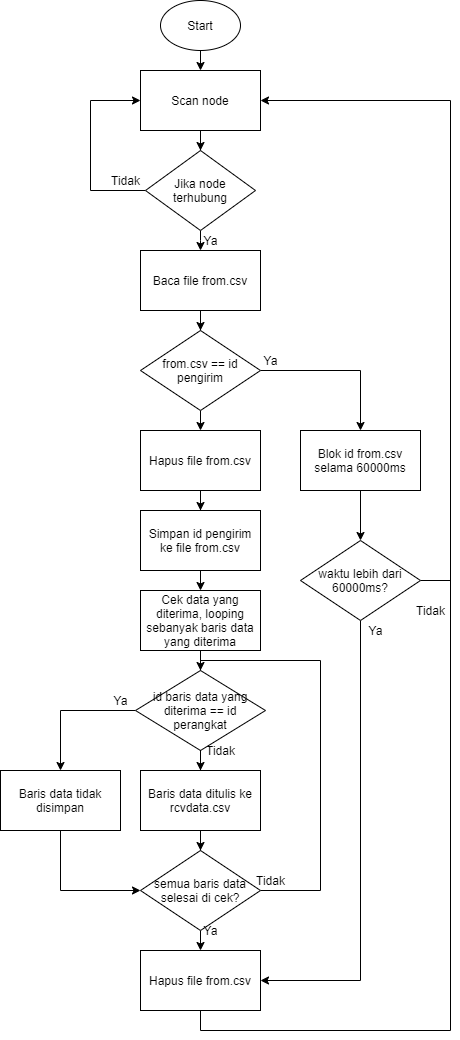 Start
Scan node
Tidak
Jika node
terhubung
Ya
Baca file from.csv
from.csv == id
pengirim
Ya
Hapus file from.csv
Blok id from.csv
selama 60000ms
Simpan id pengirim
ke file from.csv
waktu lebih dari
60000ms?
Tidak
Ya
Cek data yang
diterima, looping
sebanyak baris data
yang diterima
id baris data yang
diterima == id
perangkat
Ya
Tidak
Baris data tidak
disimpan
Baris data ditulis ke
rcvdata.csv
semua baris data
selesai di cek?
Tidak
Ya
Hapus file from.csv